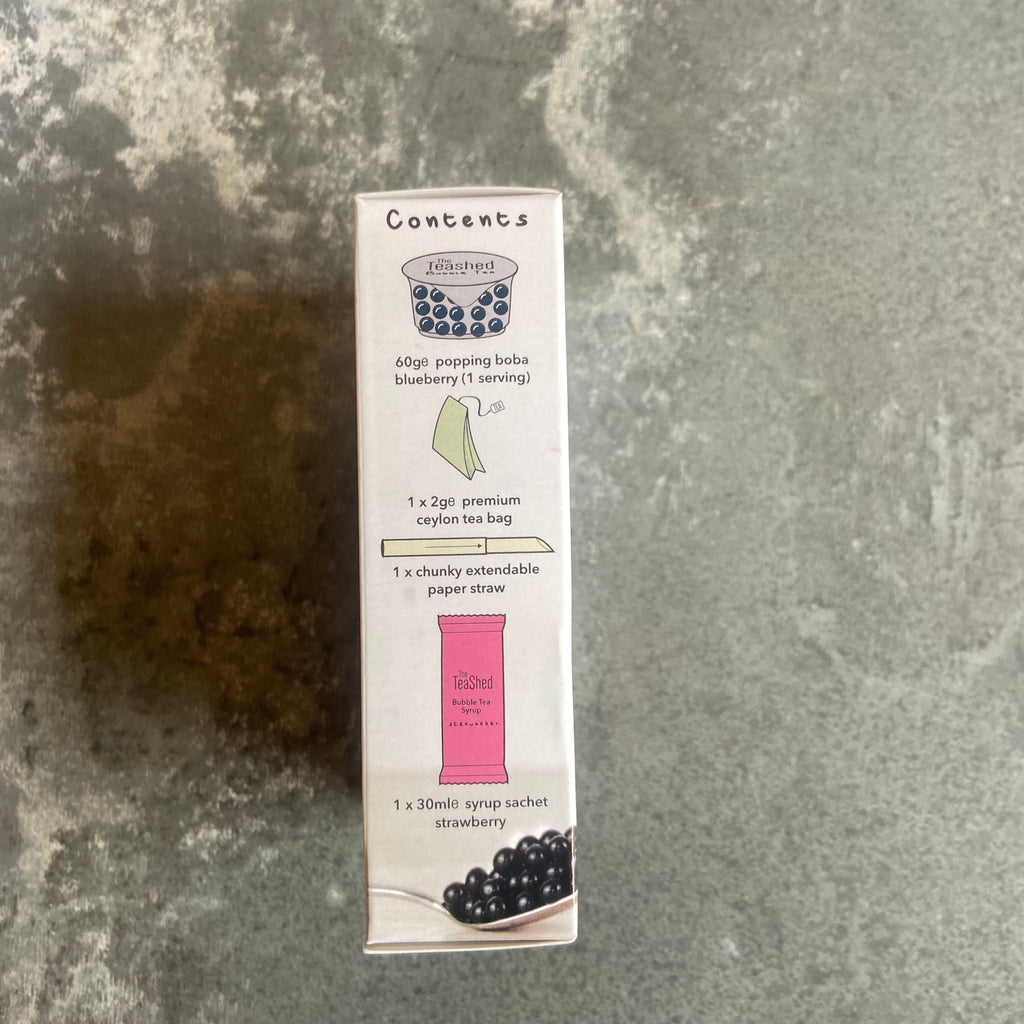 Contents
The
Teashed
Bubble Tea
60g℮ popping boba
blueberry (1 serving)
TEA
1 x 2g℮ premium
ceylon tea bag
1 x chunky extendable
paper straw
The
TeaShed
Bubble Tea
Syrup
strawberry
1 x 30ml℮ syrup sachet
strawberry